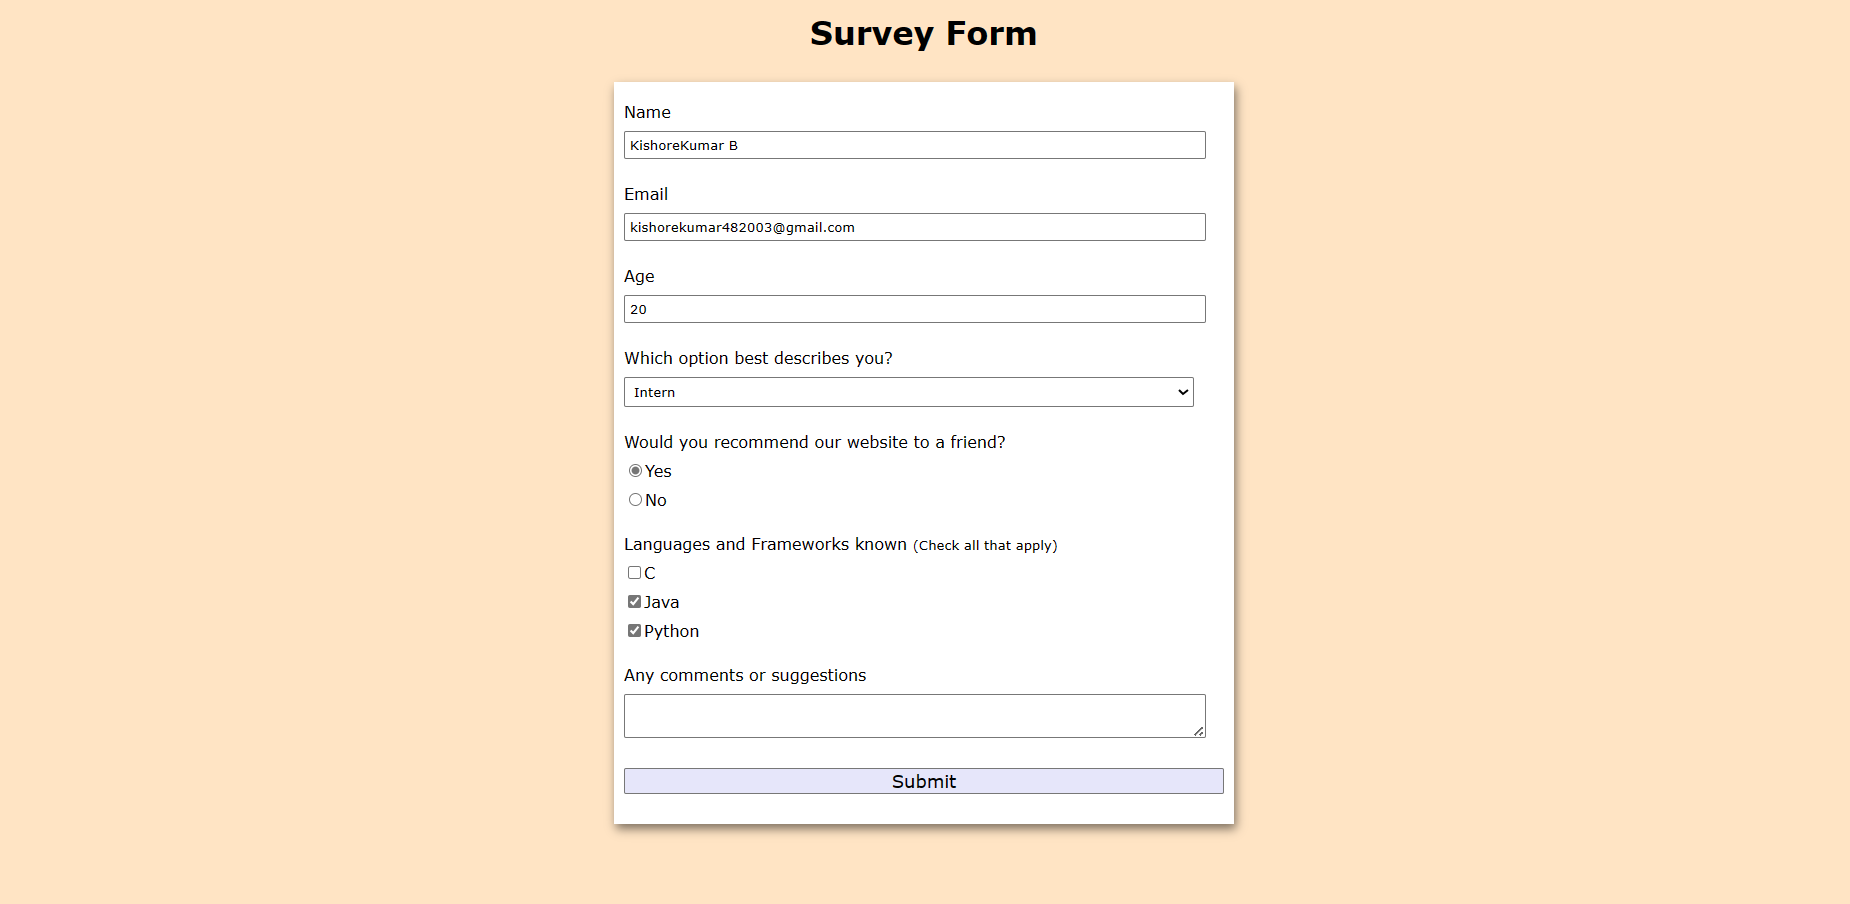 Survey Form
Name
KishoreKumar B
Email
kishorekumar482003@gmail.com
Age
20
Which option best describes you?
Intern
Would you recommend our website to a friend?
Yes
No
Languages and Frameworks known (Check all that apply)
C
Java
Python
Any comments or suggestions
Submit